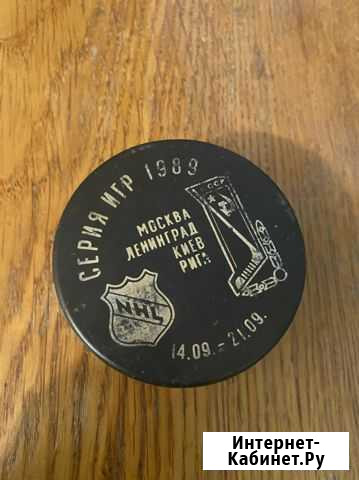 СЕРИЯ ИГР 1989
МОСКВА
ЛЕНИНГРАД
КИЕВ
РИГА
СССР
NHL
14.09. - 21.09.
Интернет-
Кабинет.Ру